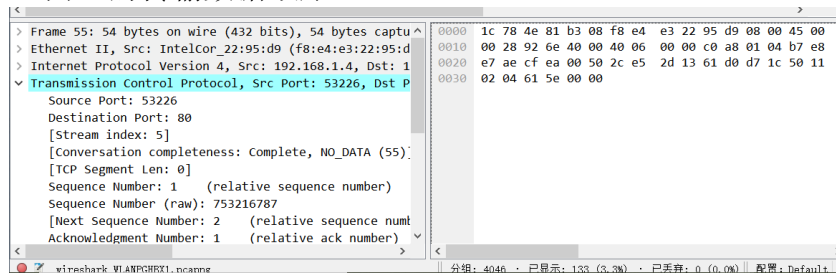 > Frame 55: 54 bytes on wire (432 bits), 54 bytes captu
> Ethernet II, Src: IntelCor_22:95:d9 (f8:e4:e3:22:95:d
> Internet Protocol Version 4, Src: 192.168.1.4, Dst: 1
Transmission Control Protocol, Src Port: 53226, Dst P
Source Port: 53226
Destination Port: 80
[Stream index: 5]
[Conversation completeness: Complete, NO_DATA (55)]
[TCP Segment Len: 0]
Sequence Number: 1 (relative sequence number)
Sequence Number (raw): 753216787
[Next Sequence Number: 2 (relative sequence numb
Acknowledgment Number: 1 (relative ack number)
0000 1c 78 4e 81 b3 08 f8 e4 e3 22 95 d9 08 00 45 00
0010 00 28 92 6e 40 00 40 06 00 00 c0 a8 01 04 b7 e8
0020 e7 ae cf ea 00 50 2c e5 2d 13 61 d0 d7 1c 50 11
0030 02 04 61 5e 00 00
wireshark_WLANPGHBX1.pcapng
分组: 4046 · 已显示: 133 (3.3%) · 已丢弃: 0 (0.0%)
配置: Default